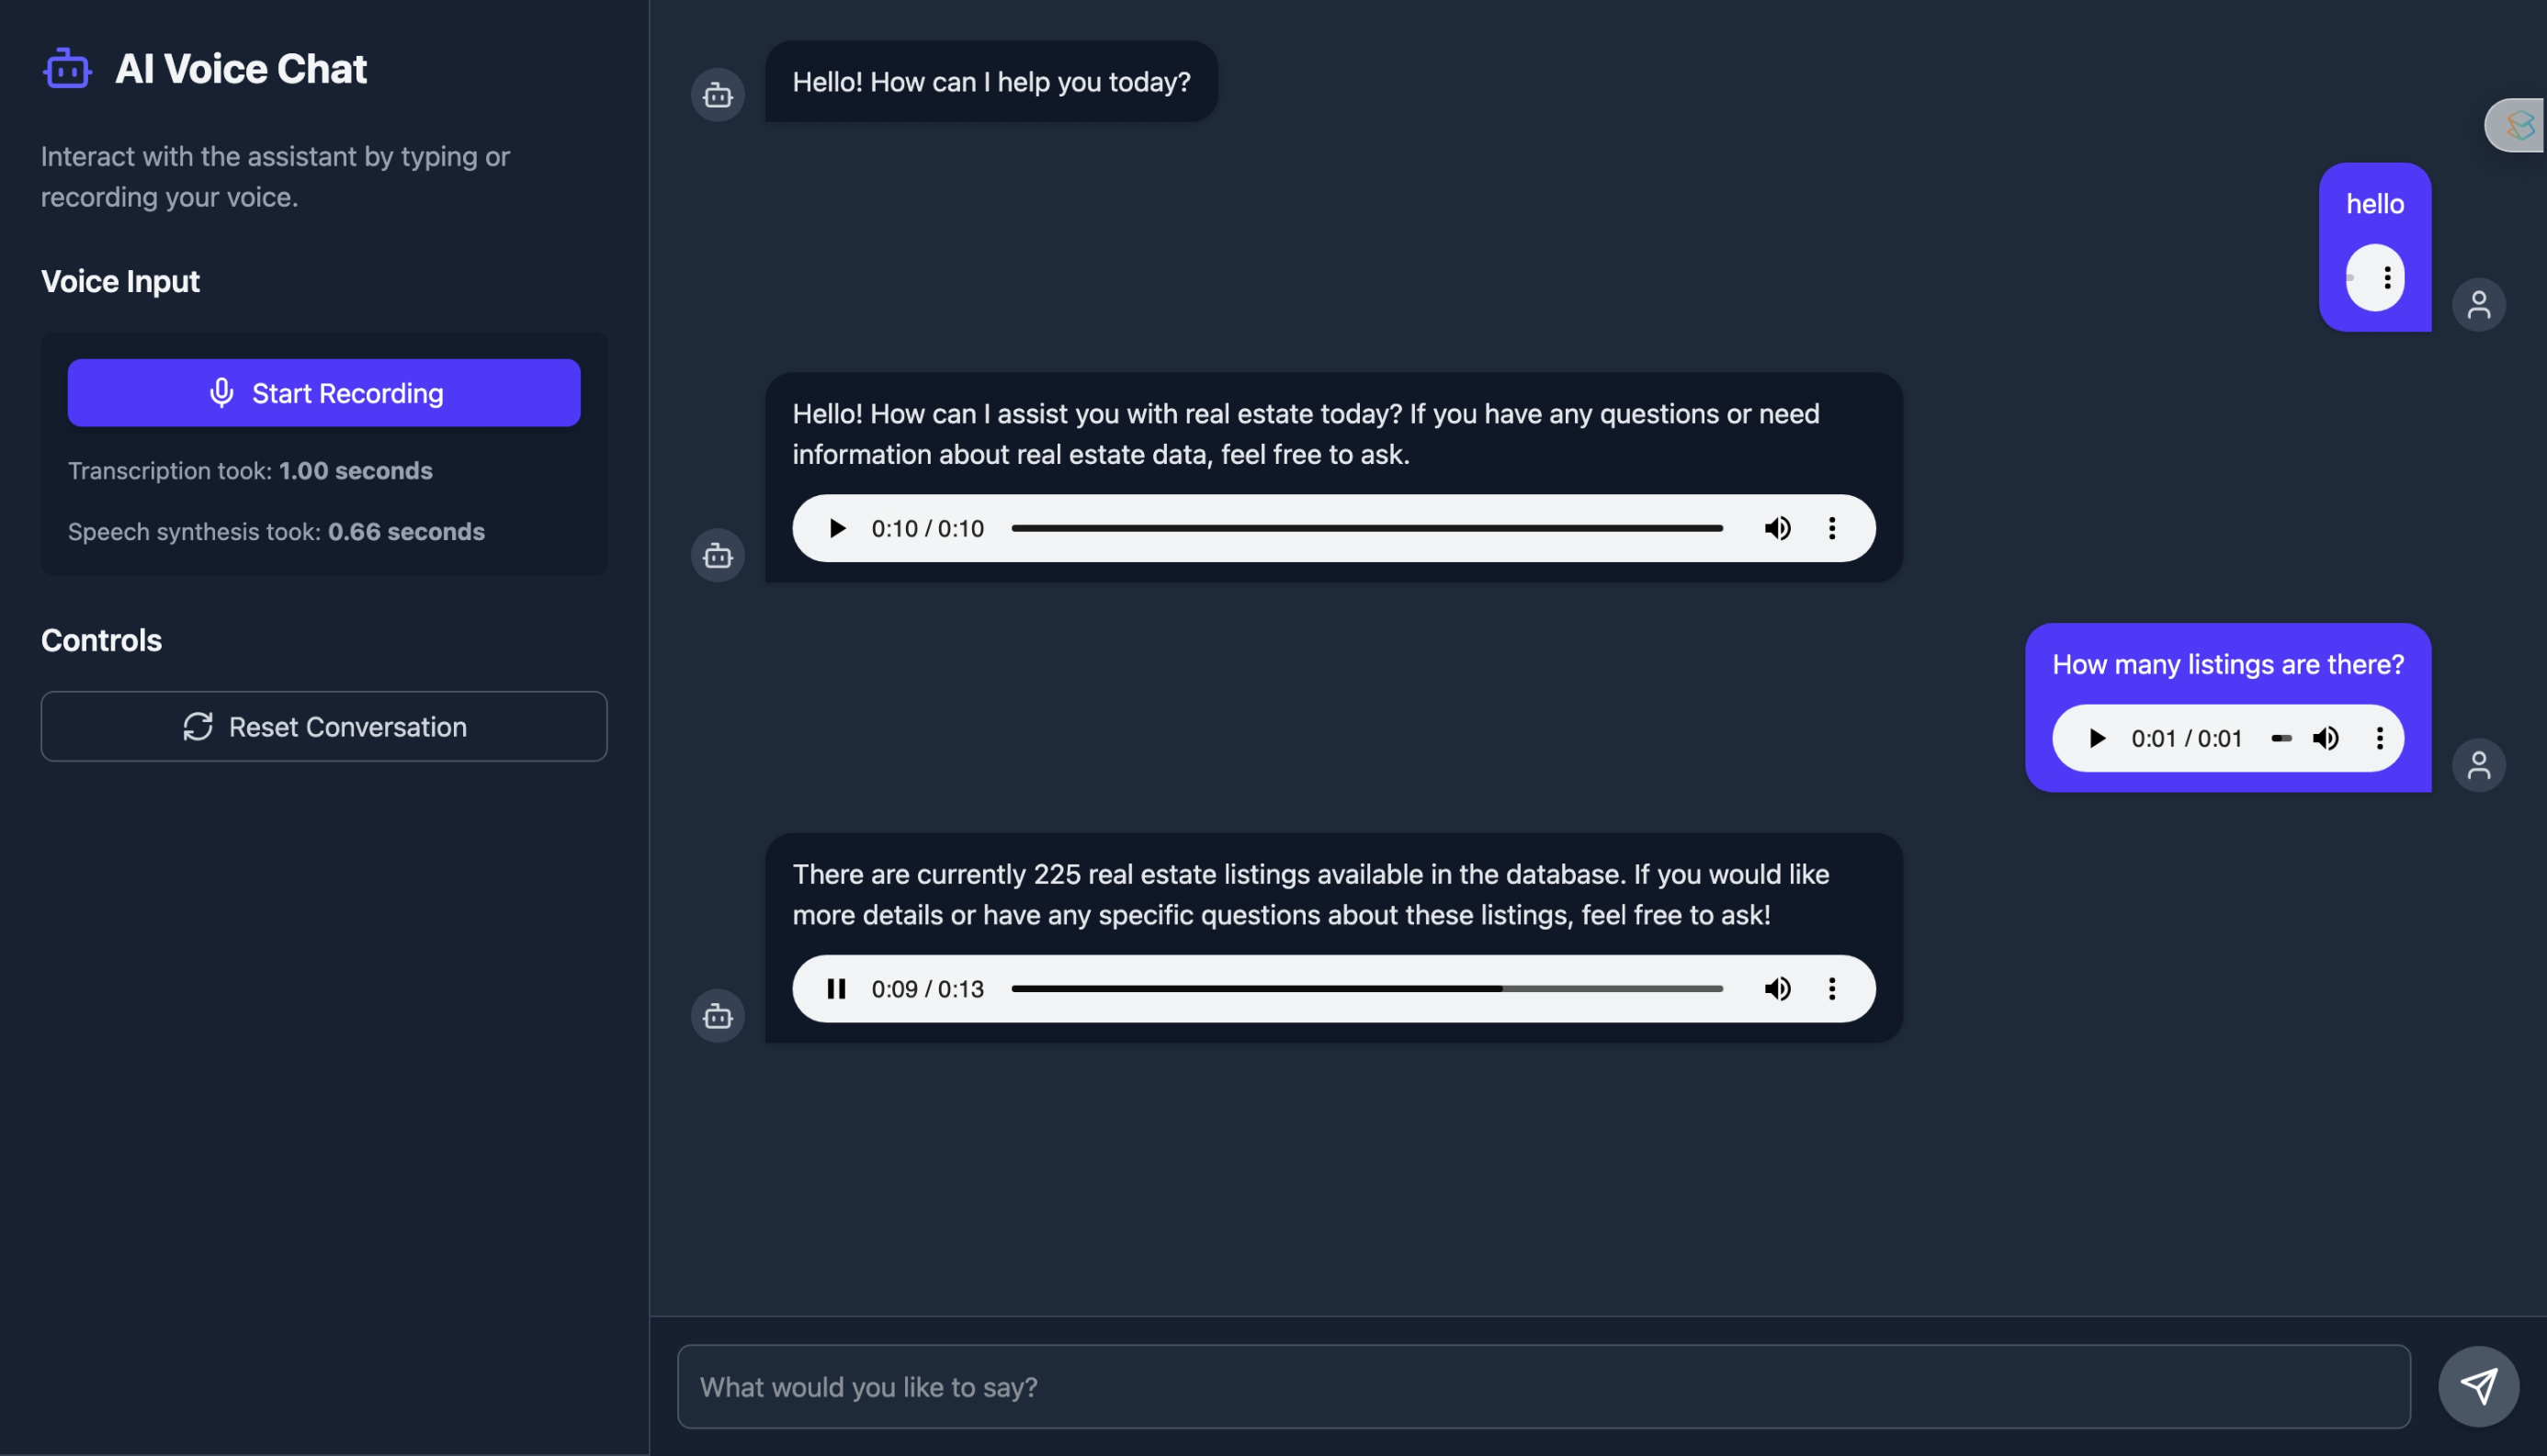 AI Voice Chat
Interact with the assistant by typing or
recording your voice.
Voice Input
Start Recording
Transcription took: 1.00 seconds
Speech synthesis took: 0.66 seconds
Controls
Reset Conversation
Hello! How can I help you today?
hello
Hello! How can I assist you with real estate today? If you have any questions or need
information about real estate data, feel free to ask.
0:10 / 0:10
How many listings are there?
0:01 / 0:01
There are currently 225 real estate listings available in the database. If you would like
more details or have any specific questions about these listings, feel free to ask!
0:09 / 0:13
What would you like to say?